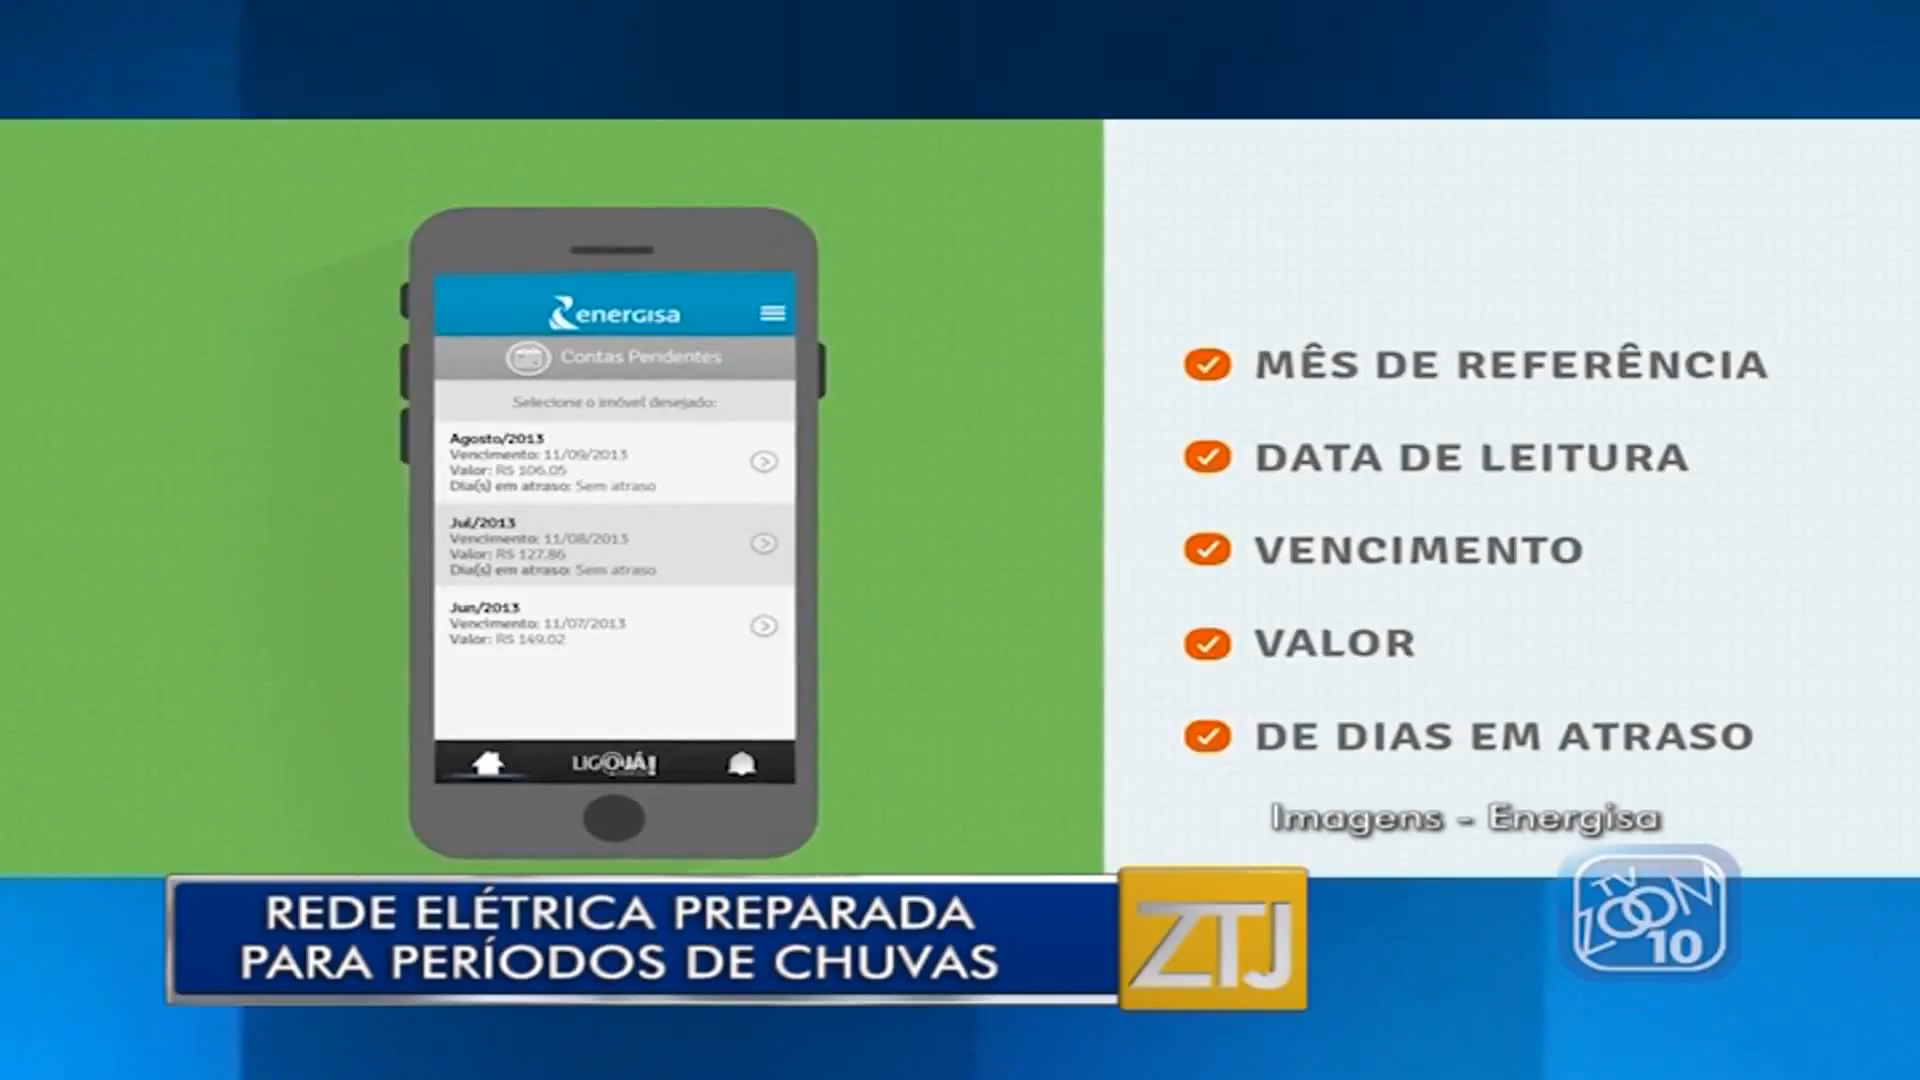 energisa
Contas Pendentes
Selecione o imóvel desejado:
Agosto/2013
Vencimento: 11/09/2013
Valor: R$ 106.05
Dia(s) em atraso: Sem atraso
Jul/2013
Vencimento: 11/08/2013
Valor: R$ 127.86
Dia(s) em atraso: Sem atraso
Jun/2013
Vencimento: 11/07/2013
Valor: R$ 149.02
LIGOJÁ!
MÊS DE REFERÊNCIA
DATA DE LEITURA
VENCIMENTO
VALOR
DE DIAS EM ATRASO
Imagens - Energisa
REDE ELÉTRICA PREPARADA
PARA PERÍODOS DE CHUVAS
ZTJ
TV
ZOOM
10